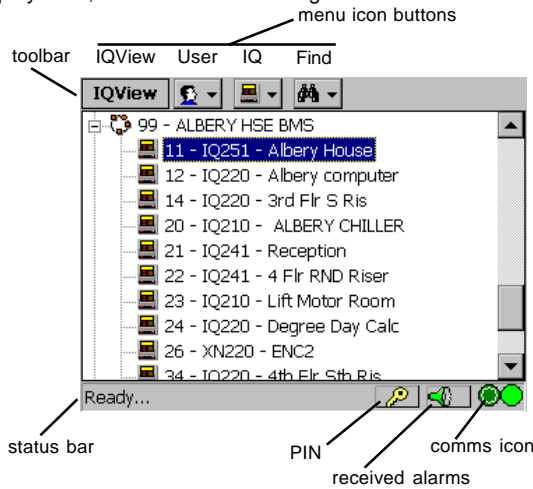 menu icon buttons
toolbar IQView User IQ Find
IQView
99 - ALBERY HSE BMS
11 - IQ251 - Albery House
12 - IQ220 - Albery computer
14 - IQ220 - 3rd Flr S Ris
20 - IQ210 - ALBERY CHILLER
21 - IQ241 - Reception
22 - IQ241 - 4 Flr RND Riser
23 - IQ210 - Lift Motor Room
24 - IQ220 - Degree Day Calc
26 - XN220 - ENC2
34 - IQ220 - 4th Flr Sth Ris
Ready...
status bar PIN comms icon
received alarms